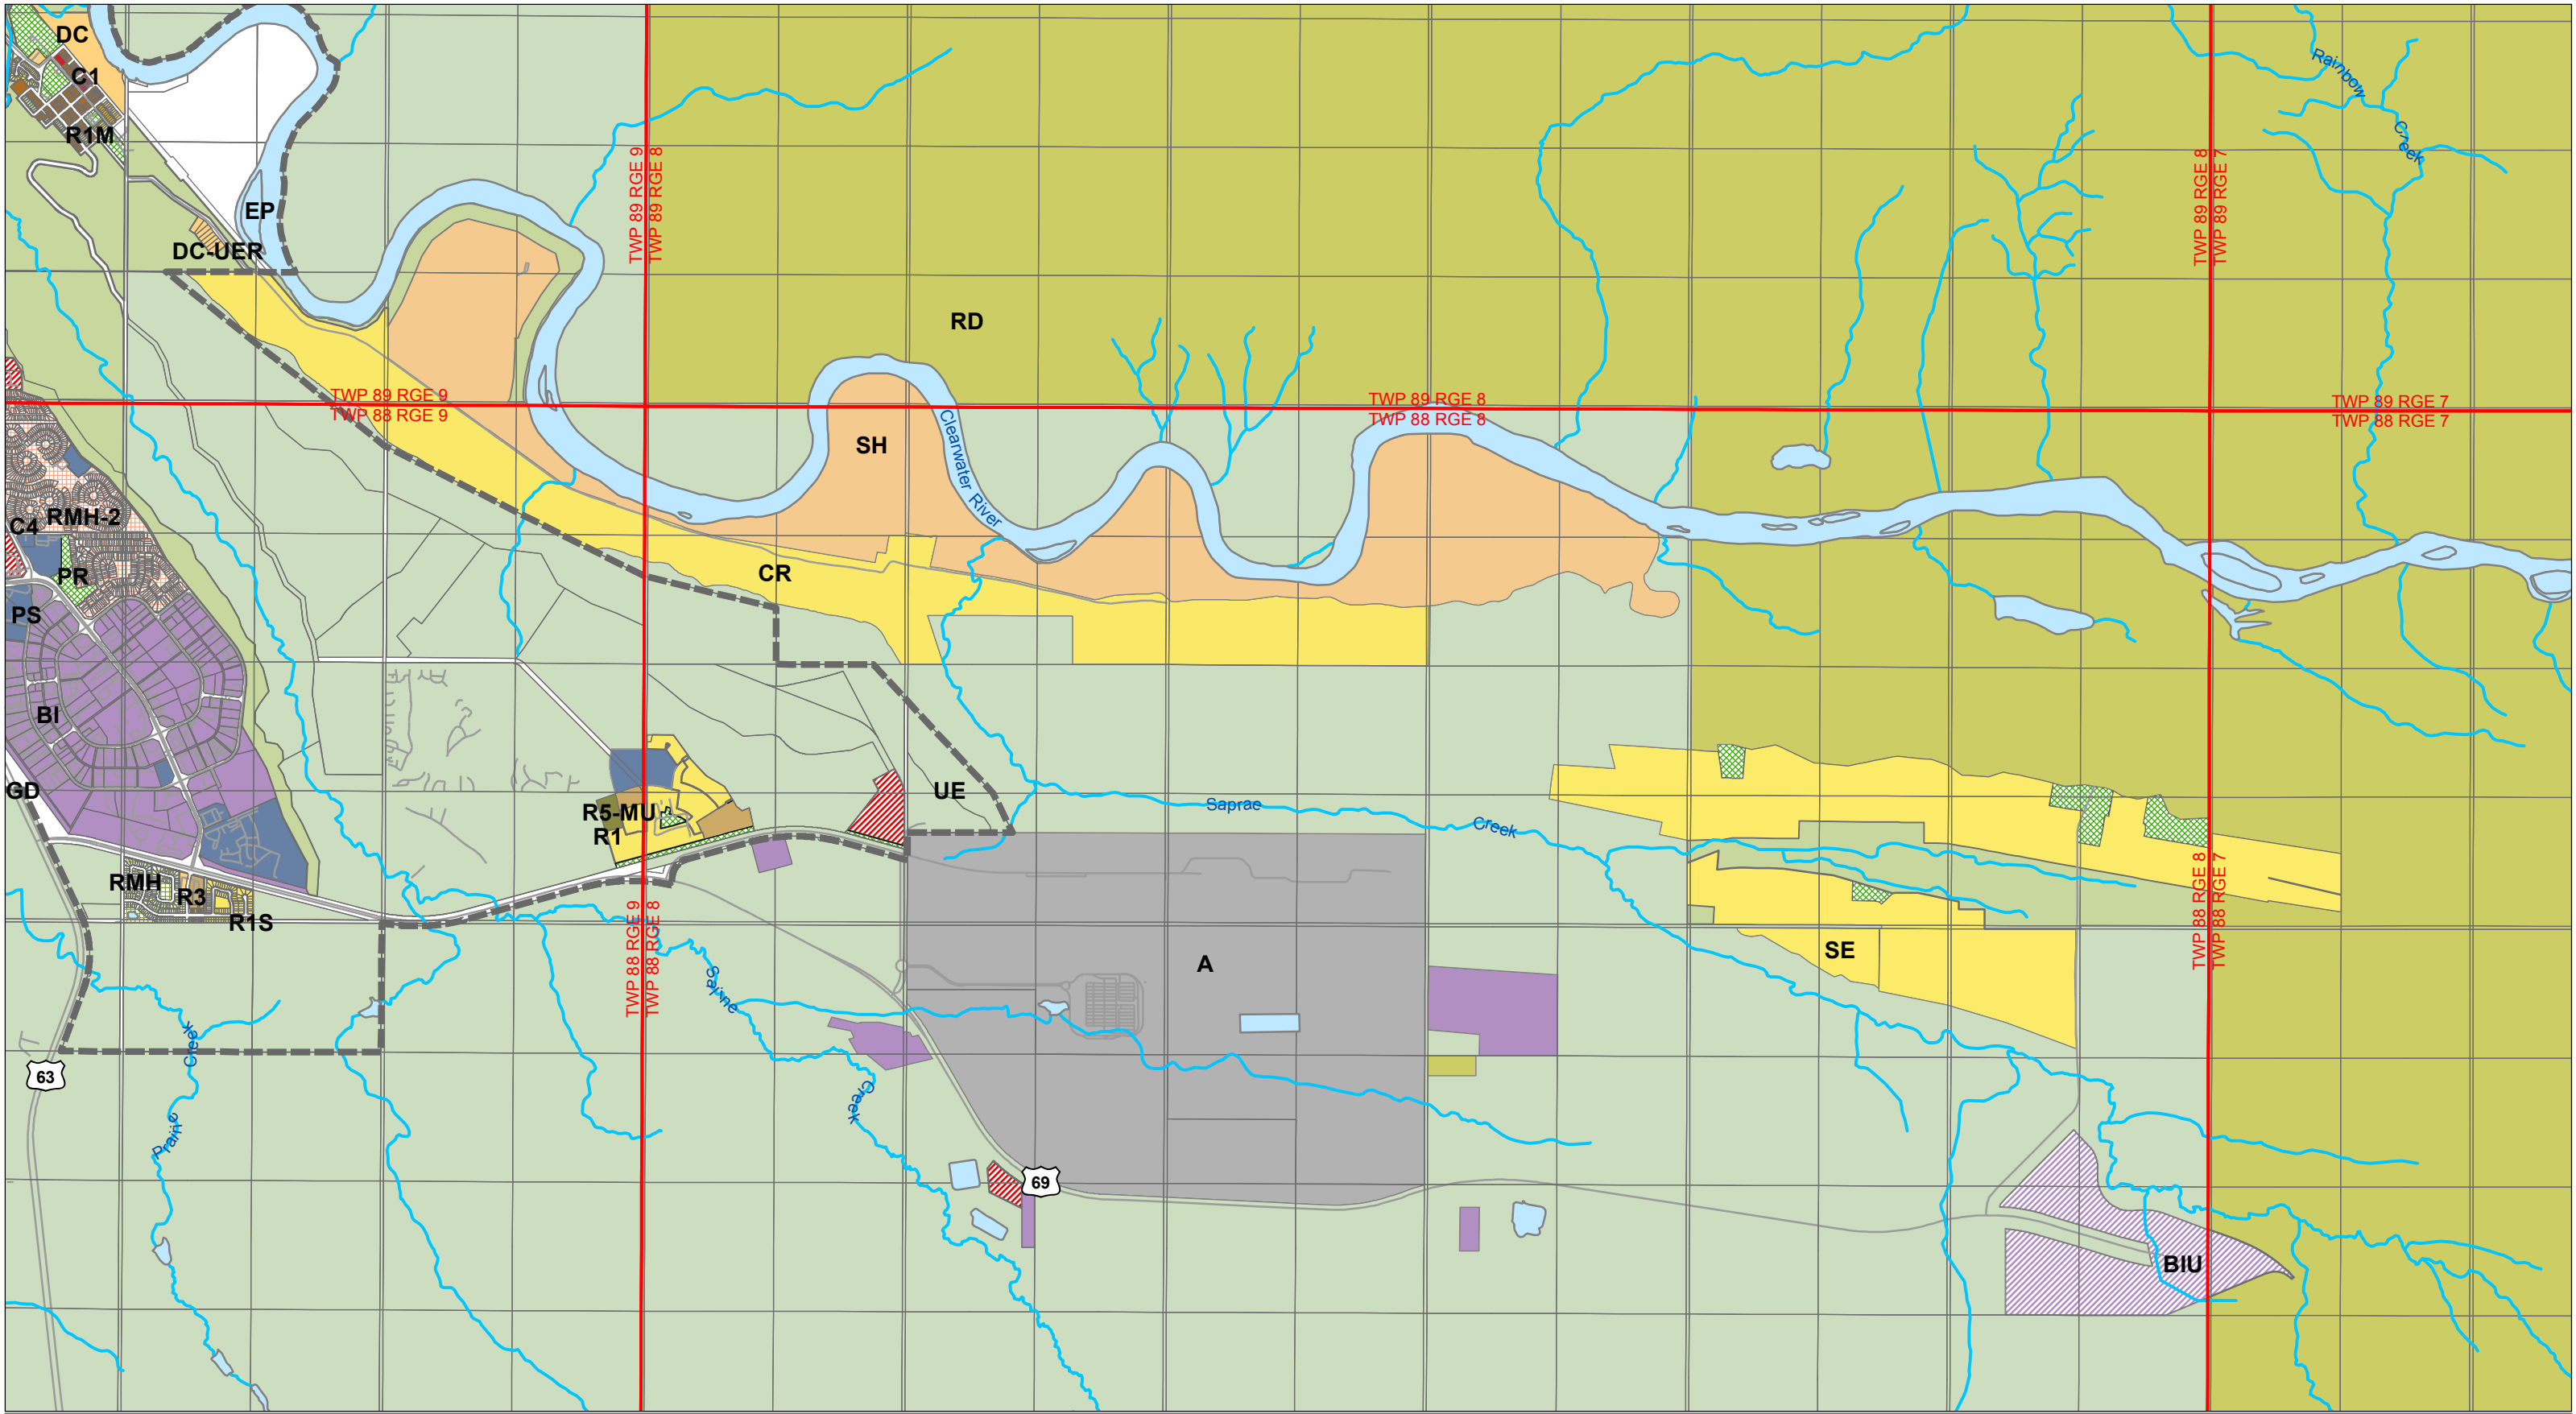 DC
C1
R1M
EP
DC-UER
Rainbow
Creek
TWP 89 RGE 9
TWP 89 RGE 8
TWP 89 RGE 8
TWP 89 RGE 7
RD
TWP 89 RGE 9
TWP 88 RGE 9
TWP 89 RGE 8
TWP 88 RGE 8
TWP 89 RGE 7
TWP 88 RGE 7
SH
Clearwater River
C4
RMH-2
PR
CR
PS
BI
GD
UE
R5-MU
R1
Saprae
Creek
RMH
R3
R1S
TWP 88 RGE 9
TWP 88 RGE 8
TWP 88 RGE 8
TWP 88 RGE 7
SE
A
Saline
Creek
Prairie
Creek
63
69
BIU